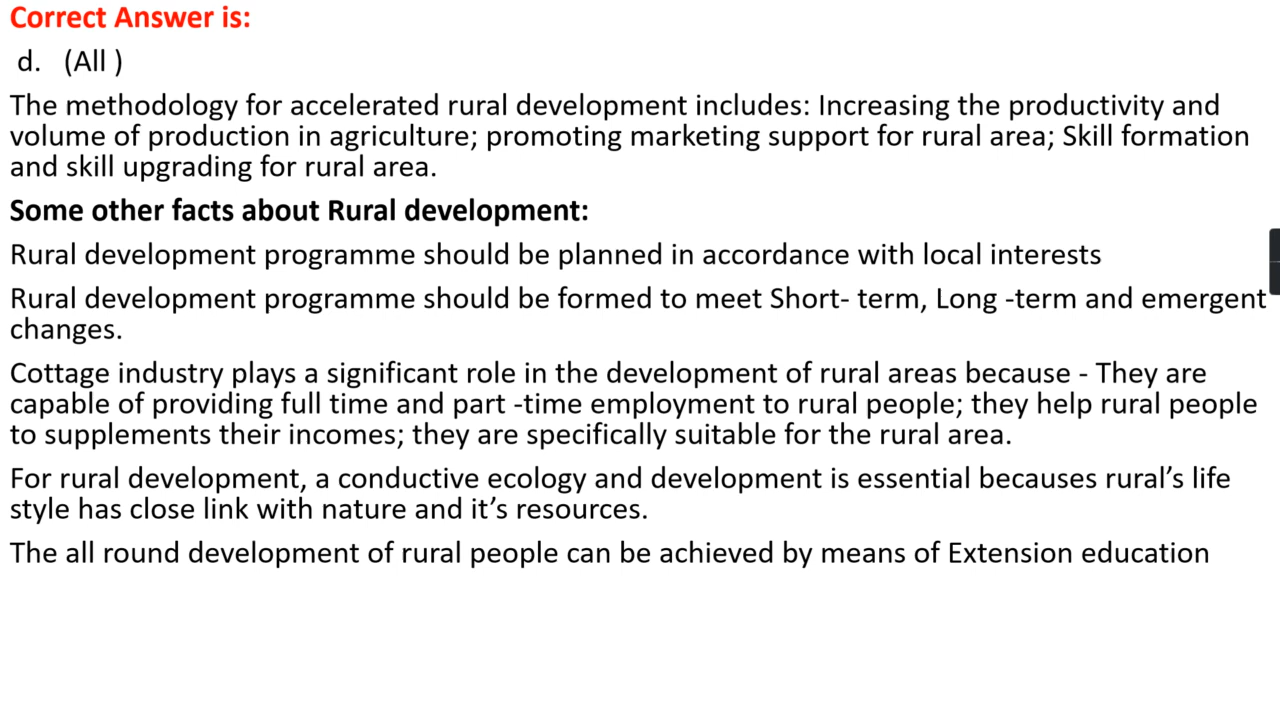 Correct Answer is:
d. (All )
The methodology for accelerated rural development includes: Increasing the productivity and
volume of production in agriculture; promoting marketing support for rural area; Skill formation
and skill upgrading for rural area.
Some other facts about Rural development:
Rural development programme should be planned in accordance with local interests
Rural development programme should be formed to meet Short- term, Long -term and emergent
changes.
Cottage industry plays a significant role in the development of rural areas because - They are
capable of providing full time and part -time employment to rural people; they help rural people
to supplements their incomes; they are specifically suitable for the rural area.
For rural development, a conductive ecology and development is essential becauses rural’s life
style has close link with nature and it’s resources.
The all round development of rural people can be achieved by means of Extension education